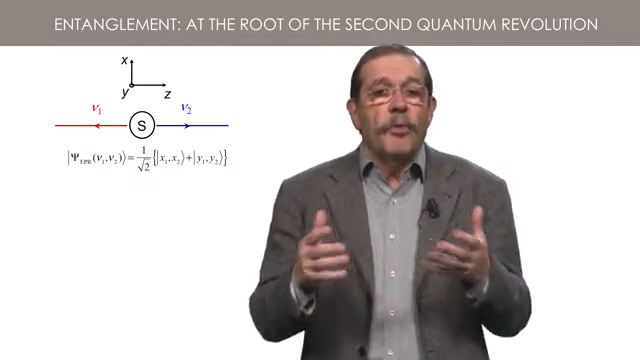 ENTANGLEMENT: AT THE ROOT OF THE SECOND QUANTUM REVOLUTION
x
y z
ν₁ ν₂
S
|Ψ_EPR(ν₁,ν₂)⟩ = 1/√2 {|x₁,x₂⟩+|y₁,y₂⟩}